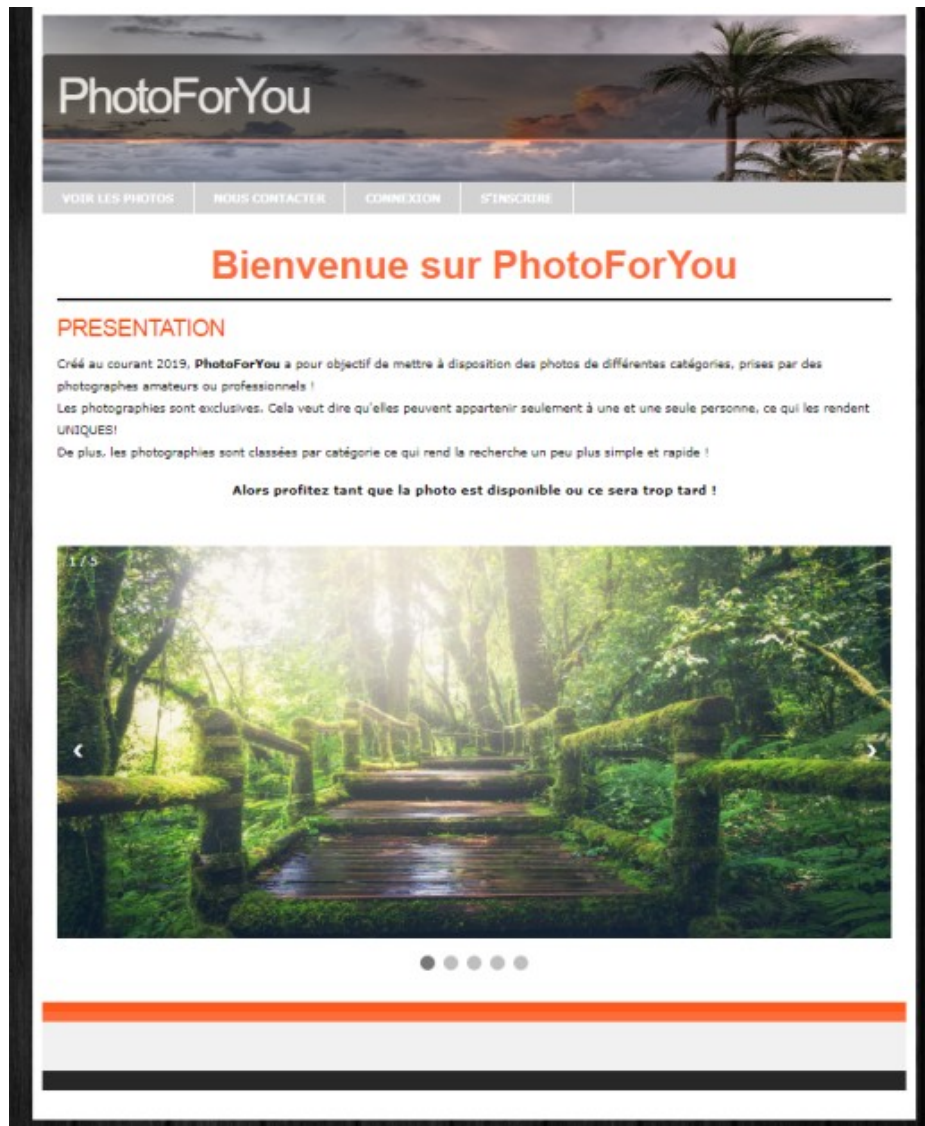 PhotoForYou
VOIR LES PHOTOS NOUS CONTACTER CONNEXION S'INSCRIRE
Bienvenue sur PhotoForYou
PRESENTATION
Créé au courant 2019, PhotoForYou a pour objectif de mettre à disposition des photos de différentes catégories, prises par des
photographes amateurs ou professionnels !
Les photographies sont exclusives. Cela veut dire qu'elles peuvent appartenir seulement à une et une seule personne, ce qui les rendent
UNIQUES!
De plus, les photographies sont classées par catégorie ce qui rend la recherche un peu plus simple et rapide !
Alors profitez tant que la photo est disponible ou ce sera trop tard !
1 / 5